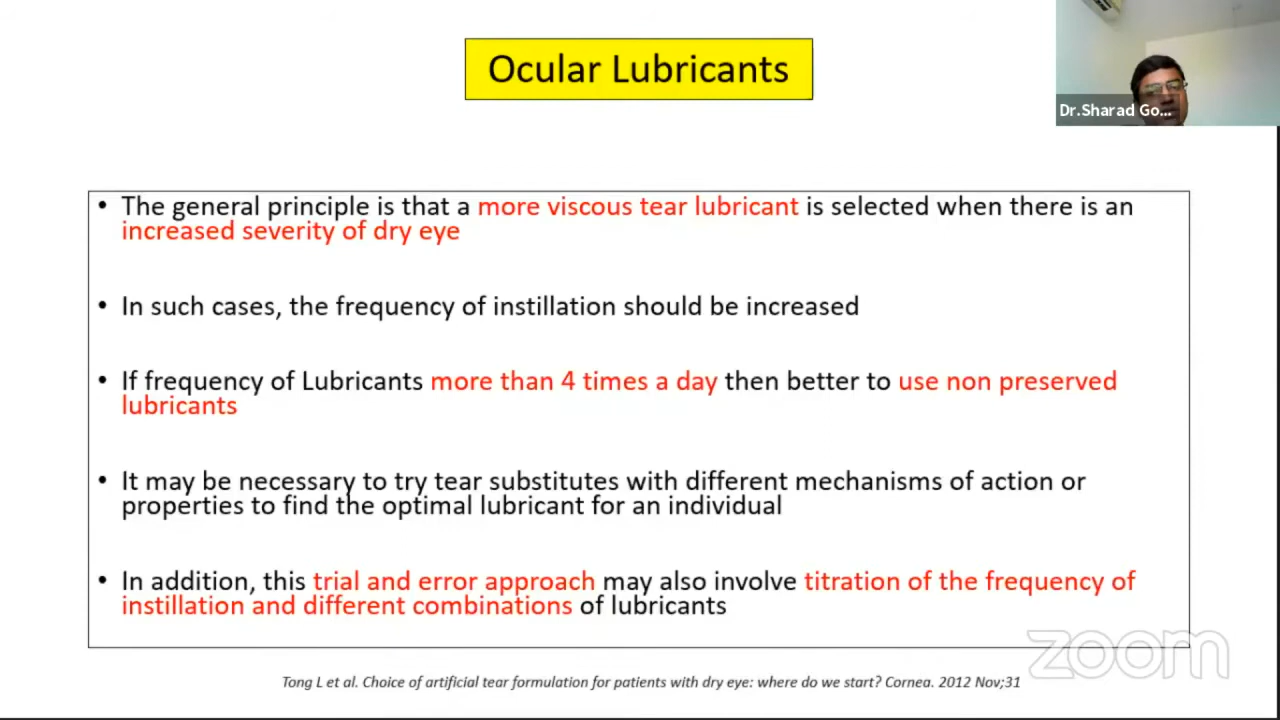 Ocular Lubricants
Dr.Sharad Go...
• The general principle is that a more viscous tear lubricant is selected when there is an
increased severity of dry eye
• In such cases, the frequency of instillation should be increased
• If frequency of Lubricants more than 4 times a day then better to use non preserved
lubricants
• It may be necessary to try tear substitutes with different mechanisms of action or
properties to find the optimal lubricant for an individual
• In addition, this trial and error approach may also involve titration of the frequency of
instillation and different combinations of lubricants
zoom
Tong L et al. Choice of artificial tear formulation for patients with dry eye: where do we start? Cornea. 2012 Nov;31